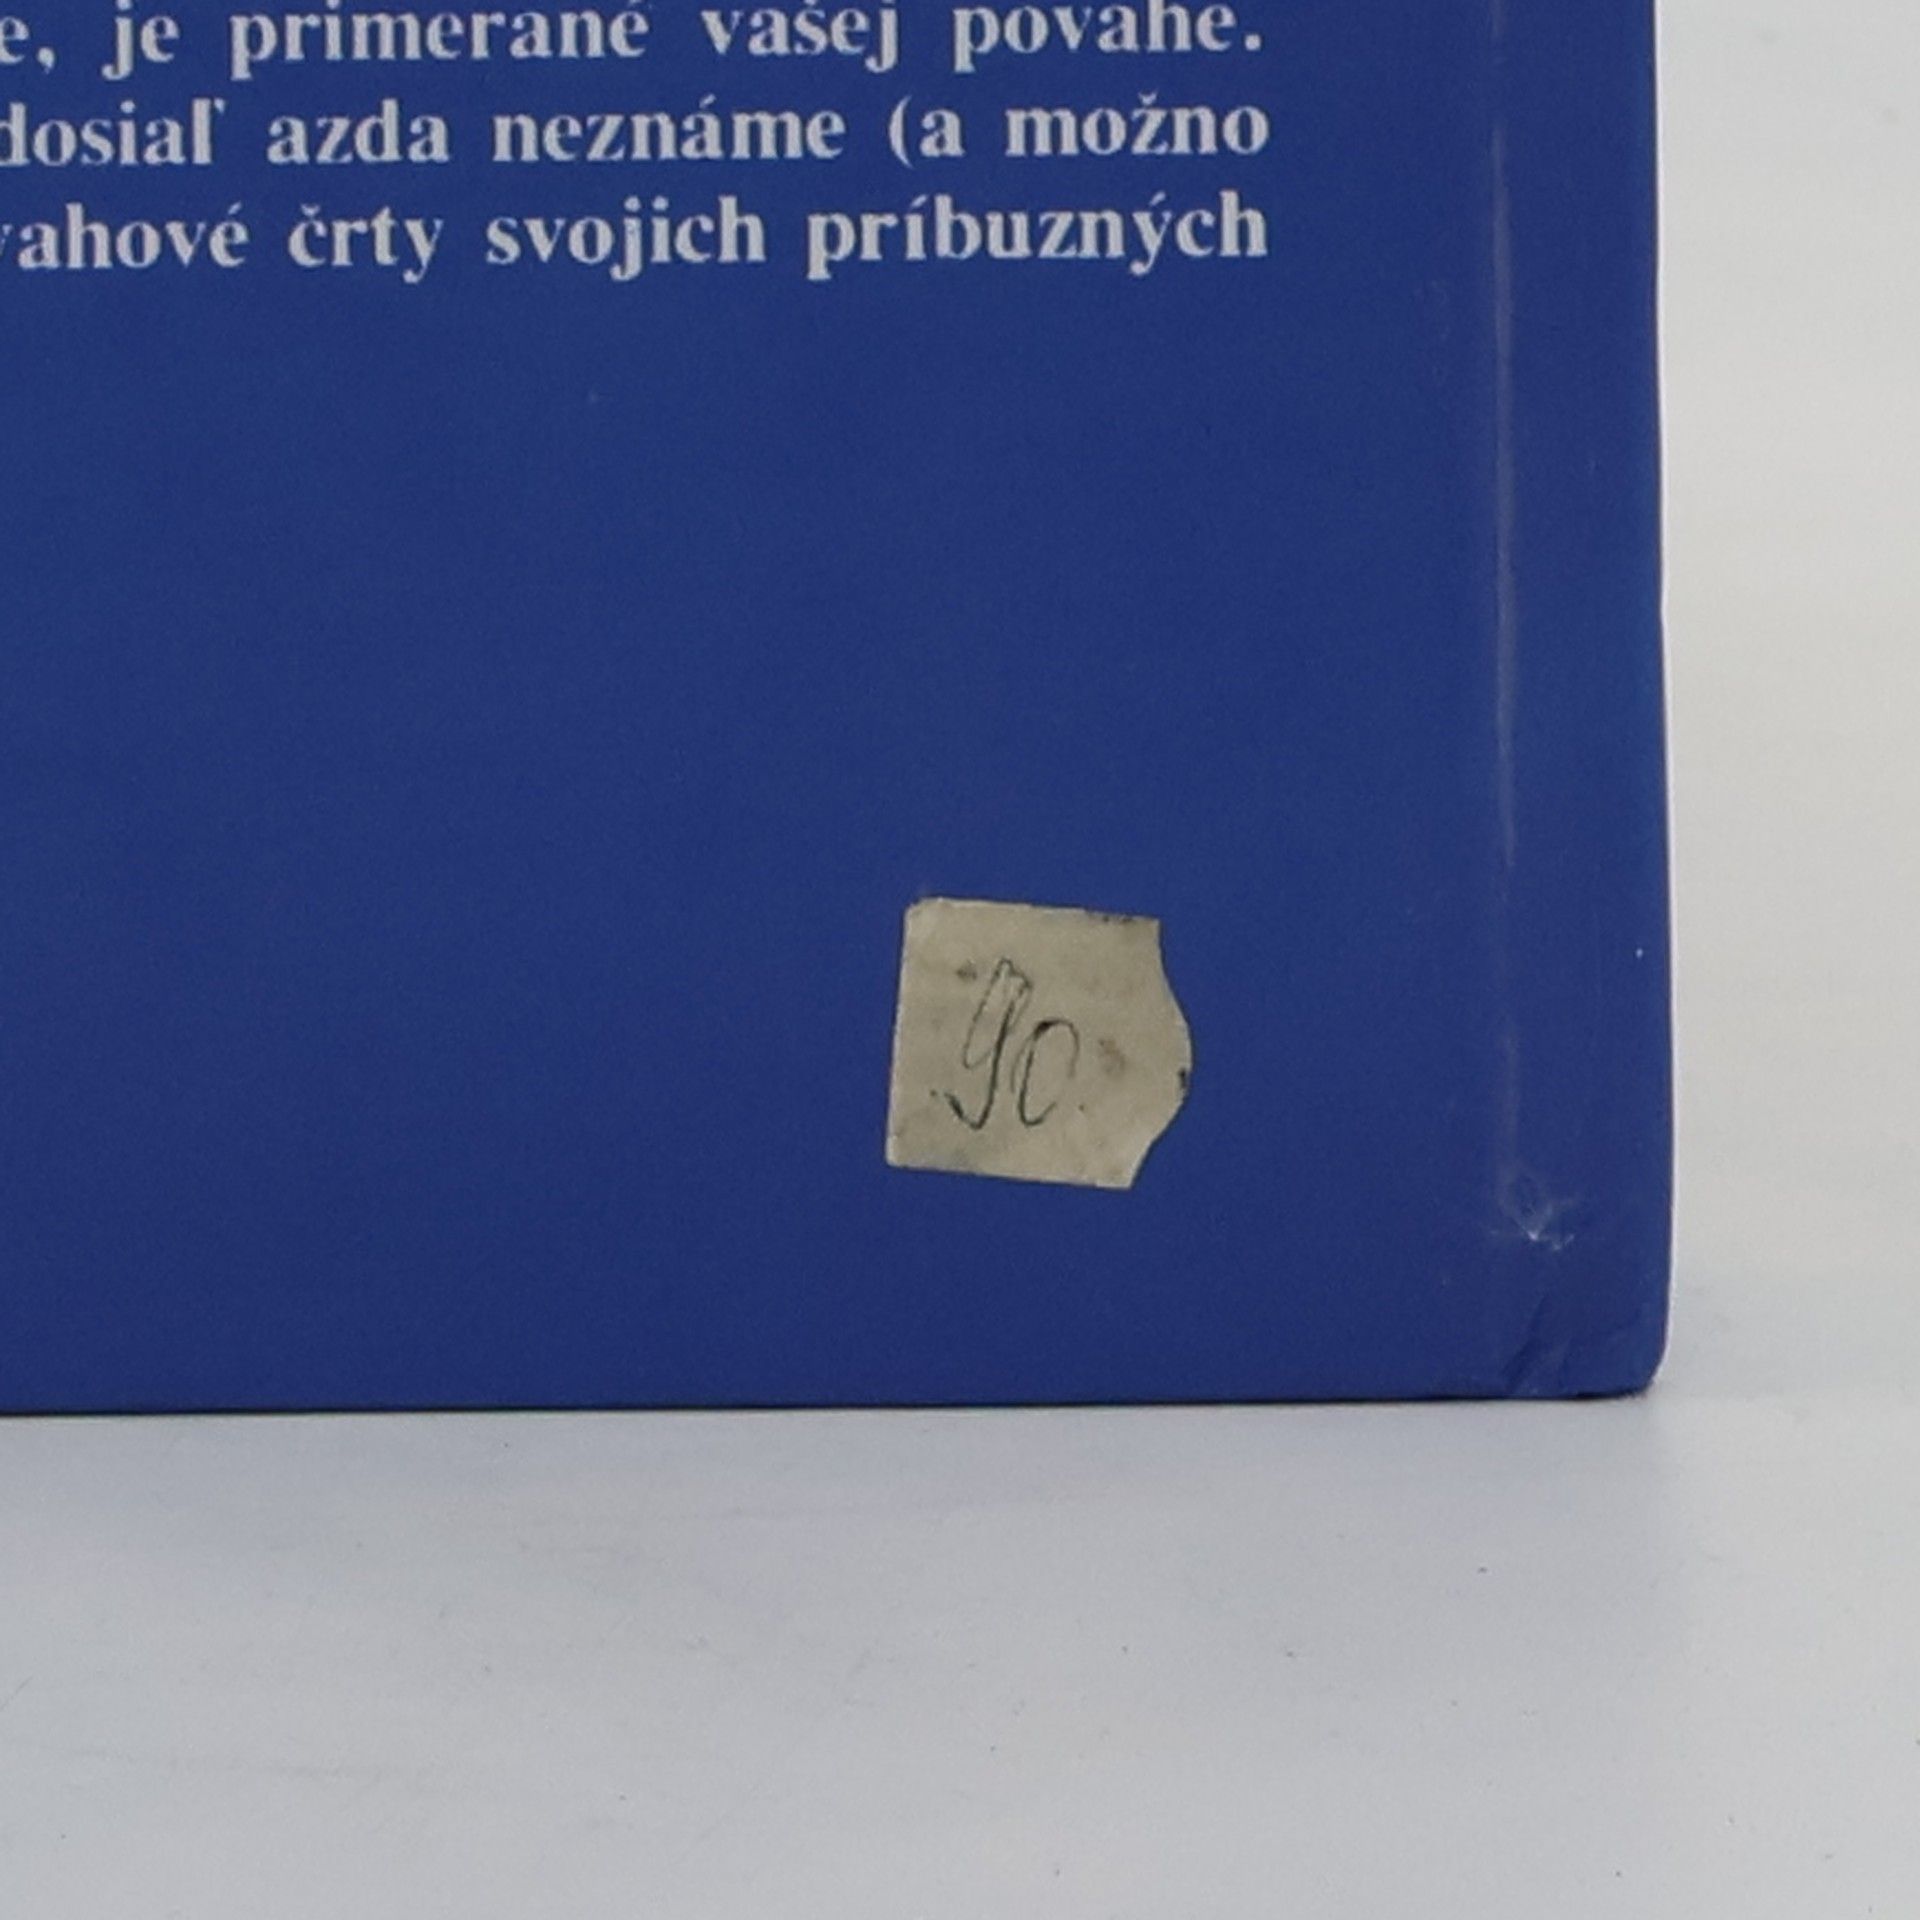 e, je primerané vašej povahe.
dosiaľ azda neznáme (a možno
vahové črty svojich príbuzných
90